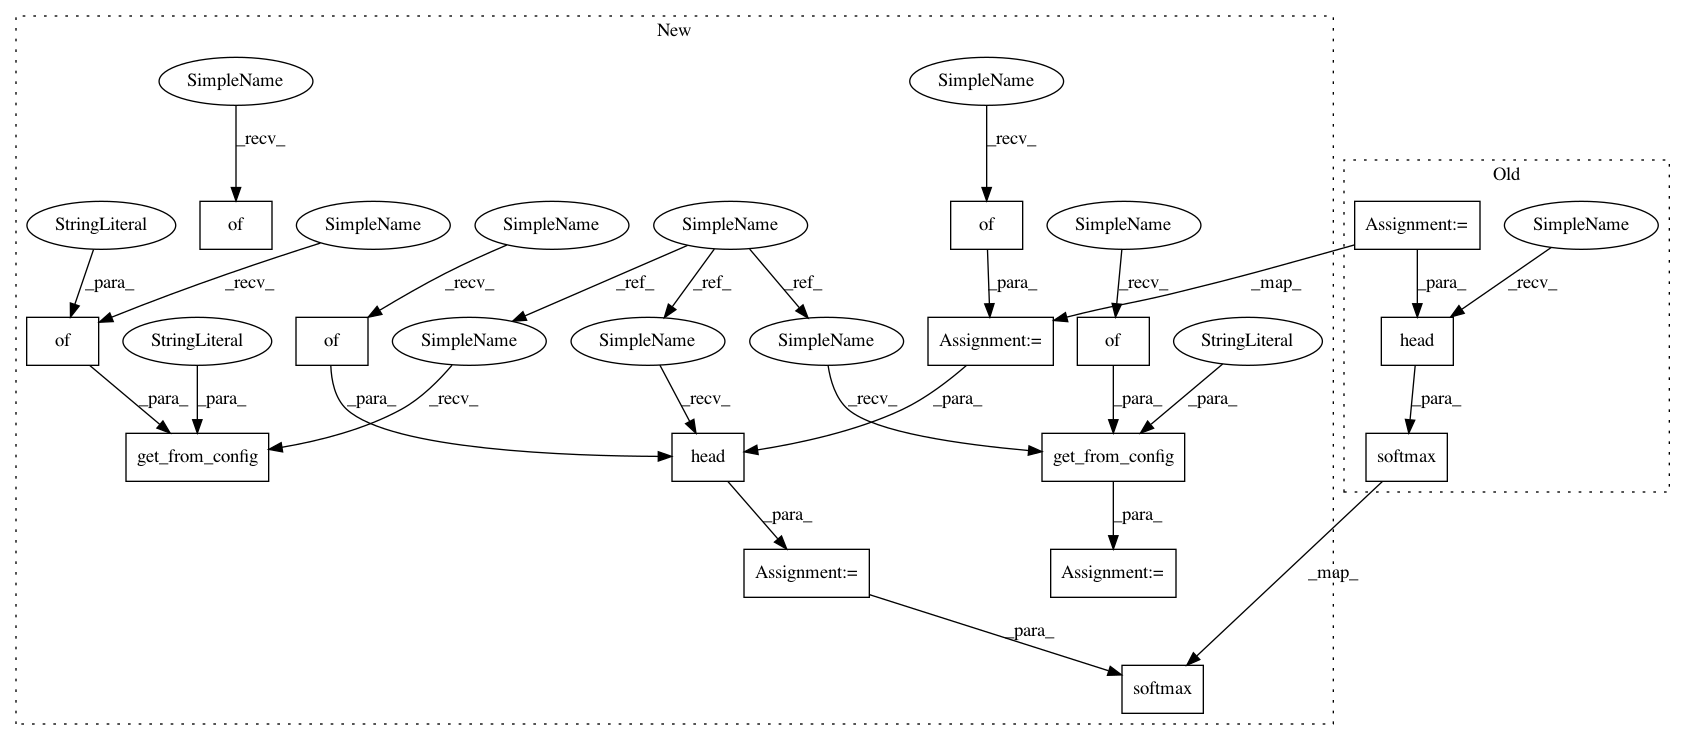 New
SimpleName
SimpleName
_recv_
_recv_
Old
StringLiteral
of
SimpleName
SimpleName
SimpleName
of
SimpleName
Assignment:=
SimpleName
_para_
_recv_
_recv_
_ref_
_ref_
_ref_
_para_
_recv_
_map_
_para_
_recv_
of
StringLiteral
of
SimpleName
SimpleName
SimpleName
Assignment:=
of
StringLiteral
head
_para_
_para_
_para_
_recv_
_recv_
_recv_
_para_
_para_
_para_
_para_
get_from_config
head
get_from_config
softmax
_para_
_para_
Assignment:=
Assignment:=
_map_
_para_
softmax